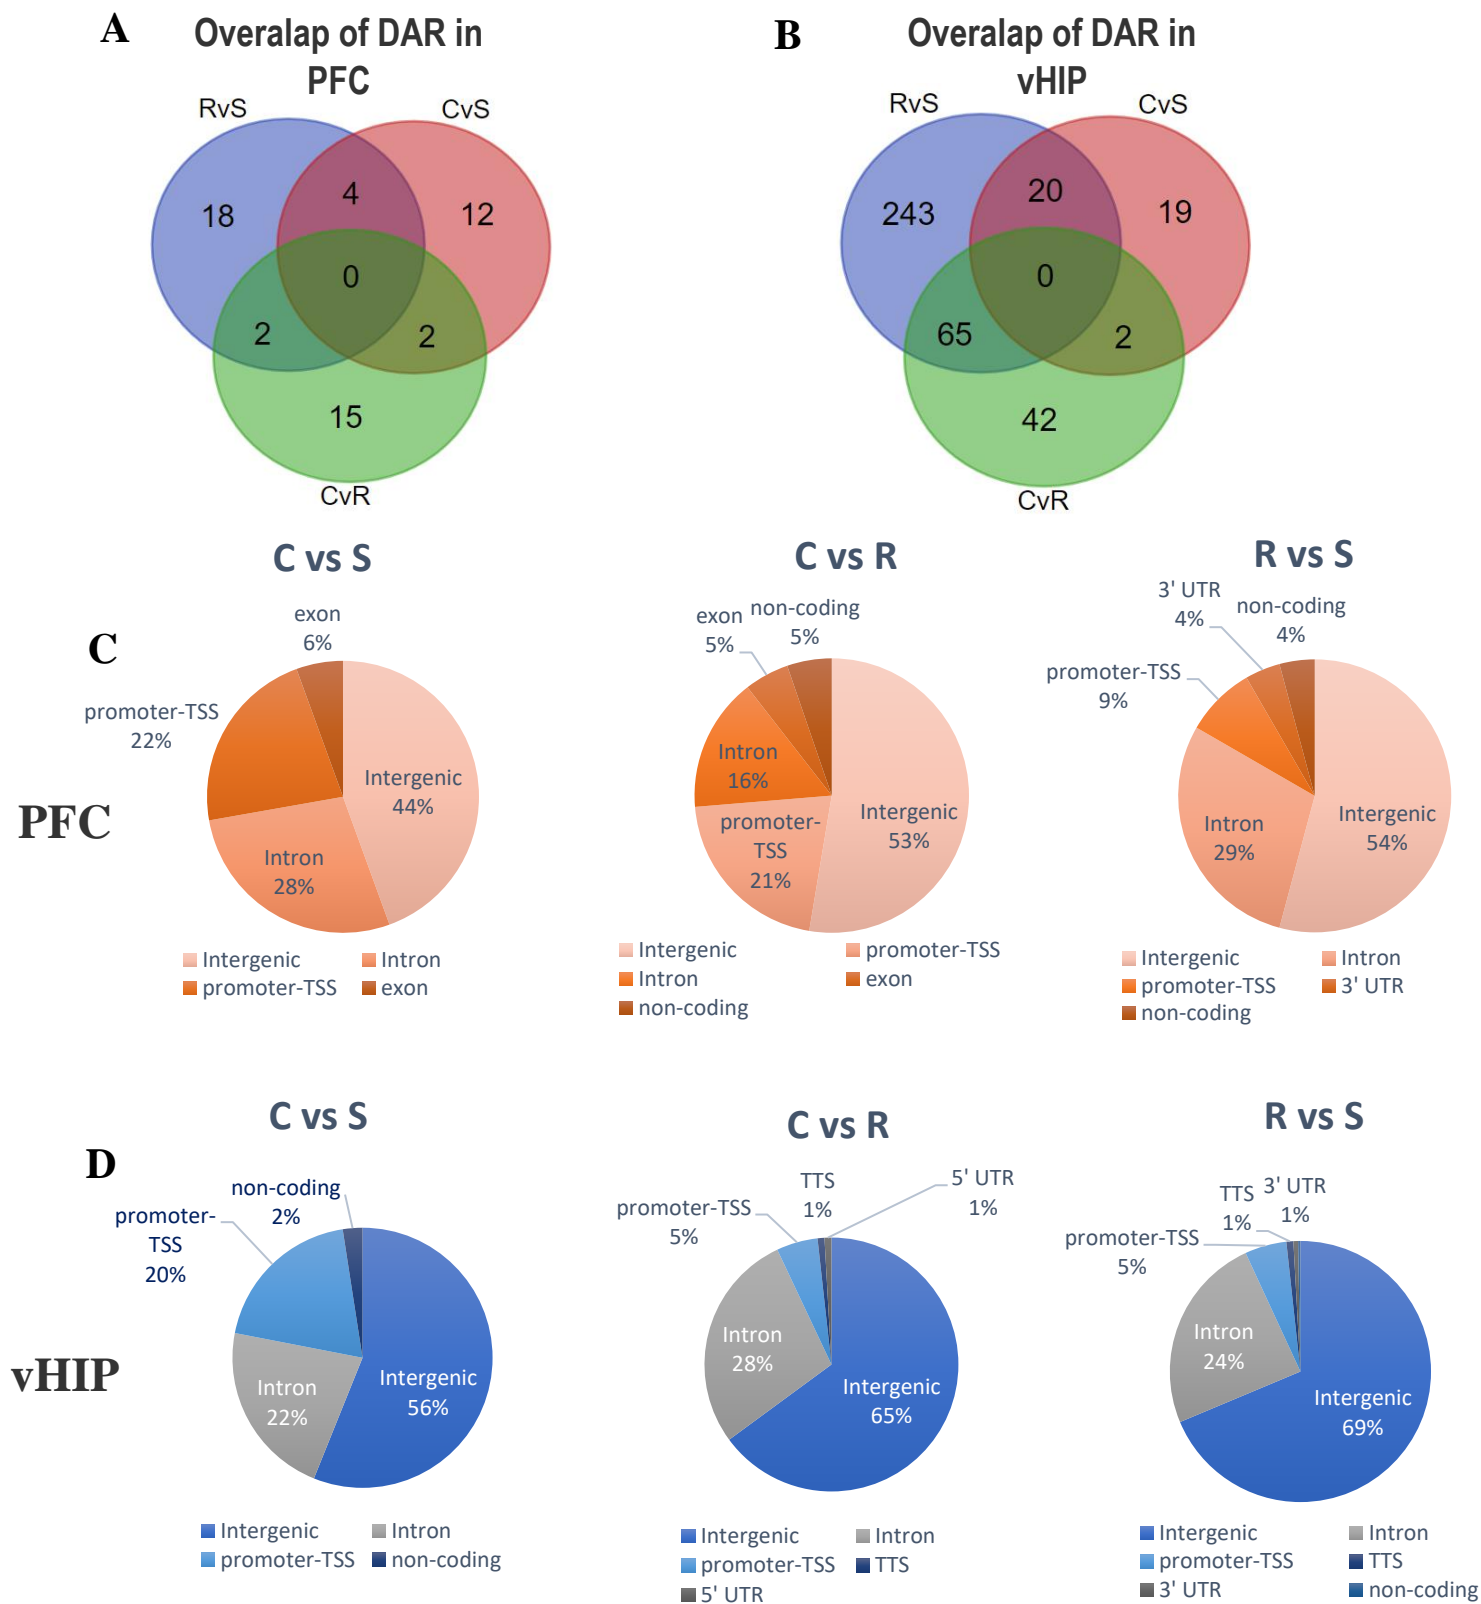 A
Overalap of DAR in
PFC
RvS
CvS
18
4
12
0
2
2
15
CvR
B
Overalap of DAR in
vHIP
RvS
CvS
243
20
19
0
65
2
42
CvR
C
PFC
C vs S
exon
6%
promoter-TSS
22%
Intergenic
44%
Intron
28%
Intergenic
Intron
promoter-TSS
exon
C vs R
exon
5%
non-coding
5%
Intron
16%
promoter-
TSS
21%
Intergenic
53%
Intergenic
promoter-TSS
Intron
exon
non-coding
R vs S
3' UTR
4%
non-coding
4%
promoter-TSS
9%
Intron
29%
Intergenic
54%
Intergenic
Intron
promoter-TSS
3' UTR
non-coding
D
vHIP
C vs S
non-coding
2%
promoter-
TSS
20%
Intron
22%
Intergenic
56%
Intergenic
Intron
promoter-TSS
non-coding
C vs R
TTS
1%
5' UTR
1%
promoter-TSS
5%
Intron
28%
Intergenic
65%
Intergenic
Intron
promoter-TSS
TTS
5' UTR
R vs S
TTS
1%
3' UTR
1%
promoter-TSS
5%
Intron
24%
Intergenic
69%
Intergenic
Intron
promoter-TSS
TTS
3' UTR
non-coding